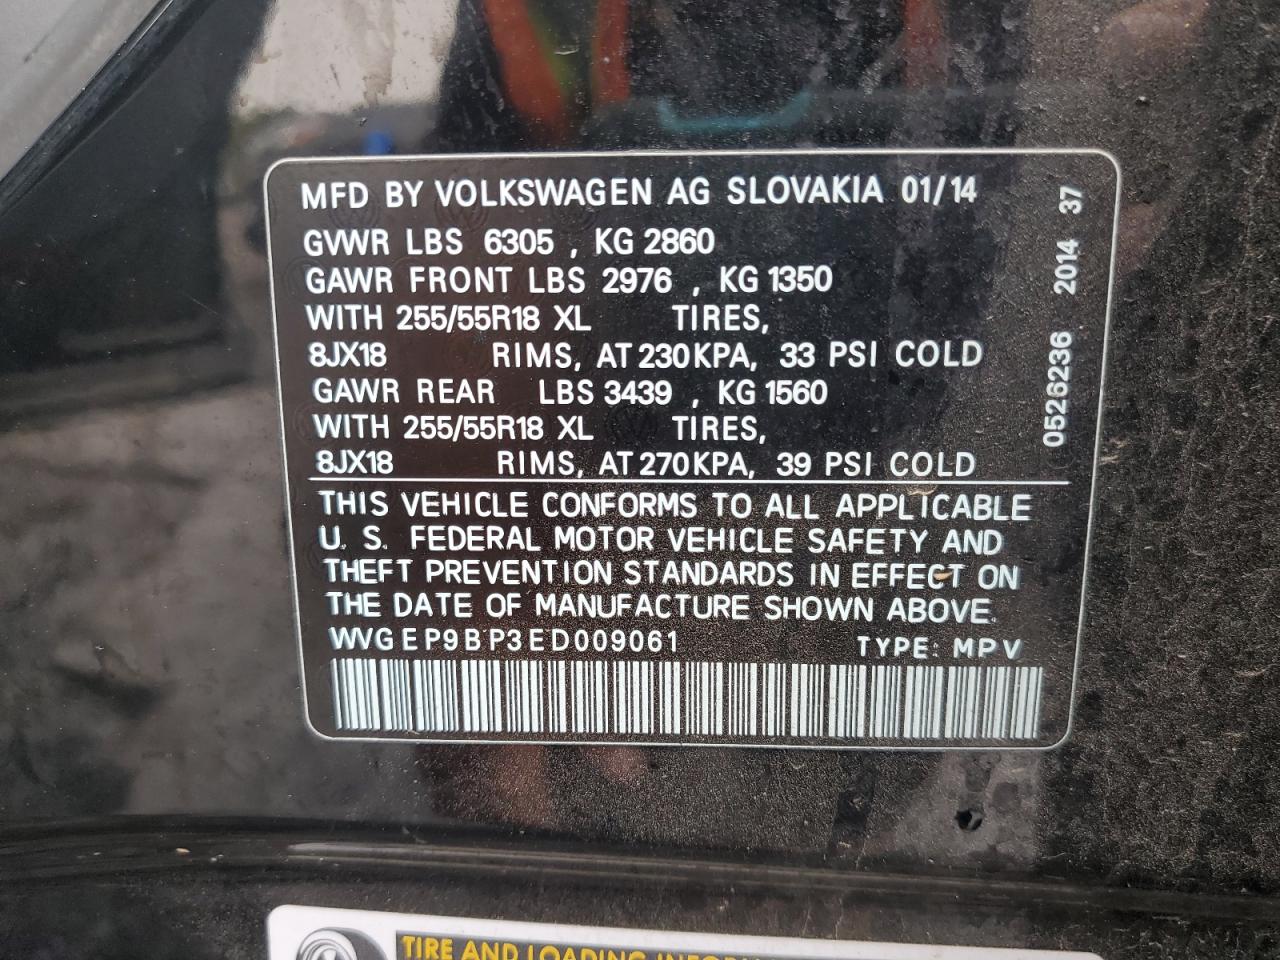 MFD BY VOLKSWAGEN AG SLOVAKIA 01/14
GVWR LBS 6305 , KG 2860
GAWR FRONT LBS 2976 , KG 1350
WITH 255/55R18 XL TIRES,
8JX18 RIMS, AT 230 KPA, 33 PSI COLD
GAWR REAR LBS 3439 , KG 1560
WITH 255/55R18 XL TIRES,
8JX18 RIMS, AT 270 KPA, 39 PSI COLD
THIS VEHICLE CONFORMS TO ALL APPLICABLE
U. S. FEDERAL MOTOR VEHICLE SAFETY AND
THEFT PREVENTION STANDARDS IN EFFECT ON
THE DATE OF MANUFACTURE SHOWN ABOVE.
WVGEP9BP3ED009061 TYPE: MPV
0526236 2014 37
TIRE AND LOADING